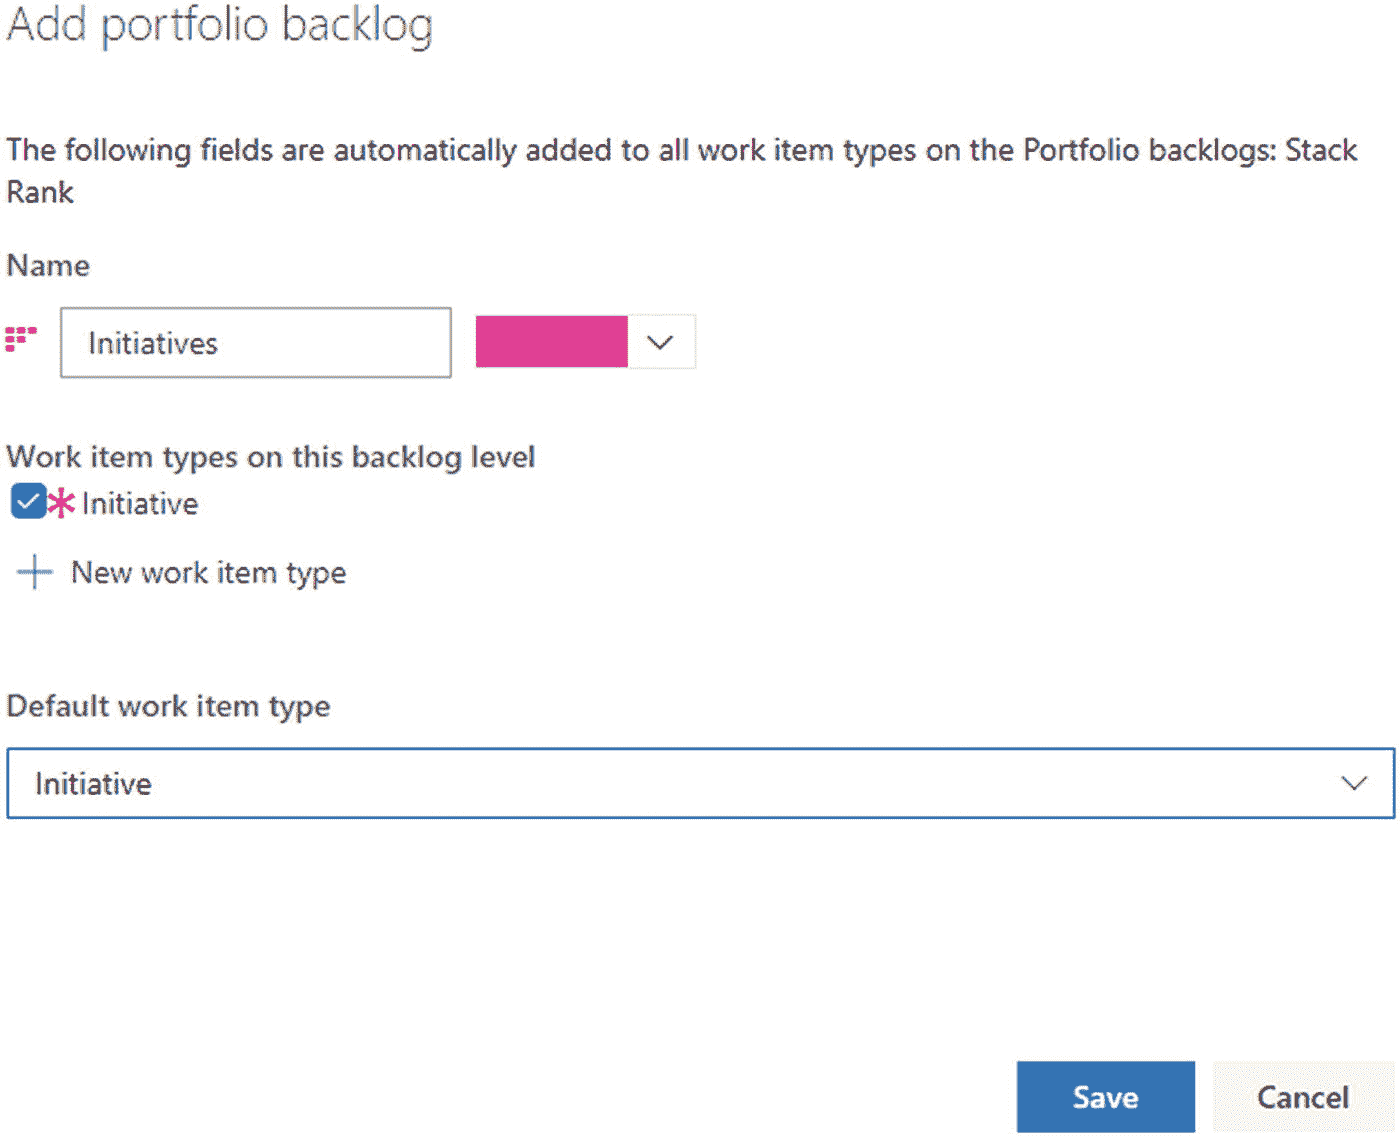 Add portfolio backlog
The following fields are automatically added to all work item types on the Portfolio backlogs: Stack
Rank
Name
Initiatives
Work item types on this backlog level
Initiative
New work item type
Default work item type
Initiative
Save Cancel